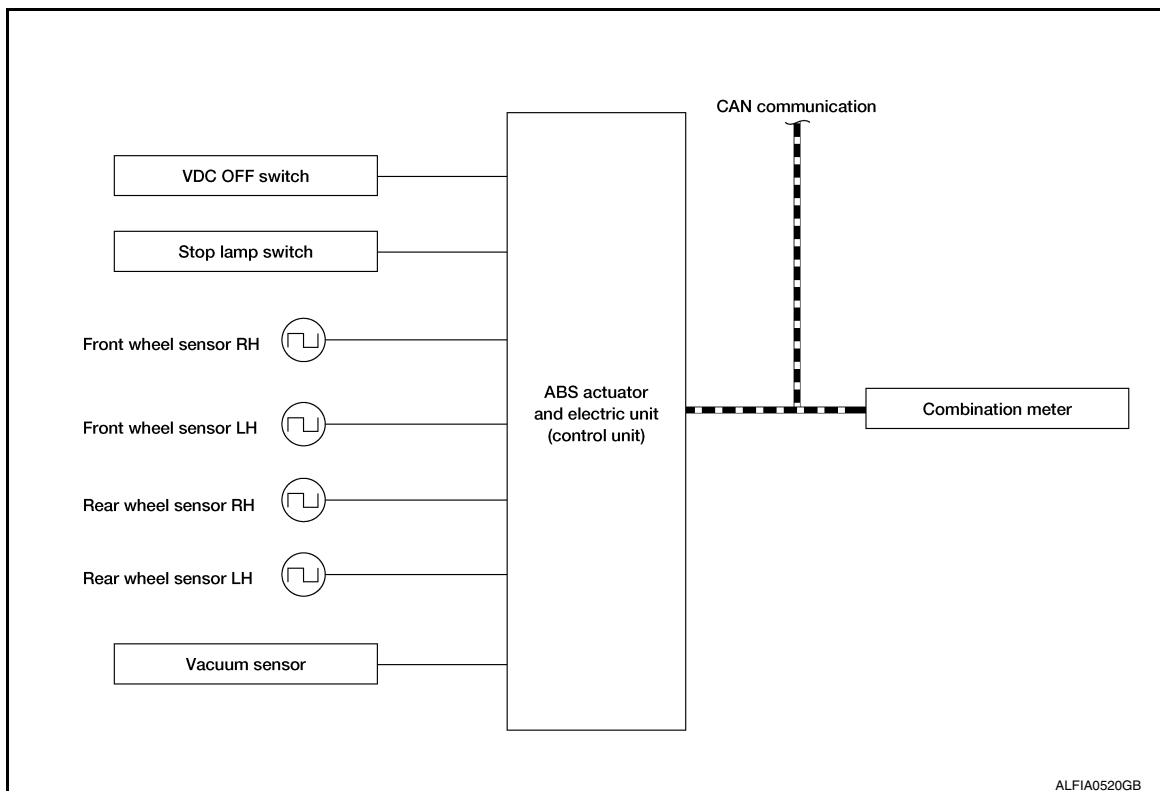 CAN communication
VDC OFF switch
Stop lamp switch
Front wheel sensor RH
Front wheel sensor LH
Rear wheel sensor RH
Rear wheel sensor LH
Vacuum sensor
ABS actuator
and electric unit
(control unit)
Combination meter
ALFIA0520GB